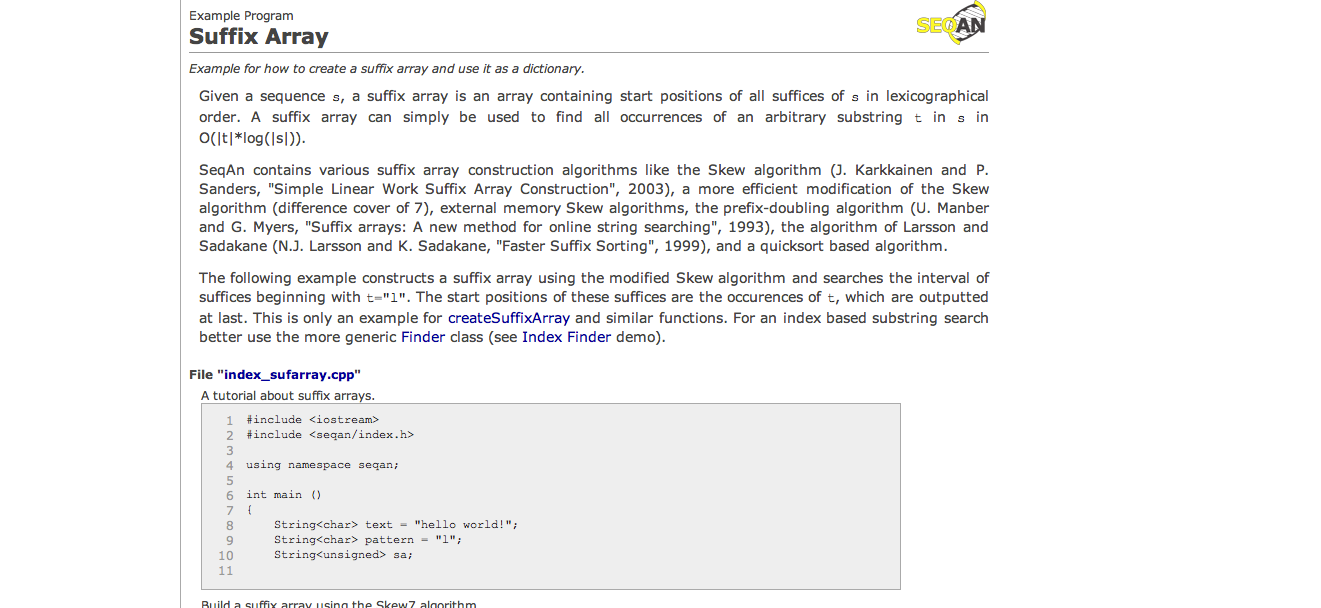 Example Program
SEQAN
Suffix Array
Example for how to create a suffix array and use it as a dictionary.
Given a sequence s, a suffix array is an array containing start positions of all suffices of s in lexicographical
order. A suffix array can simply be used to find all occurrences of an arbitrary substring t in s in
O(|t|*log(|s|)).
SeqAn contains various suffix array construction algorithms like the Skew algorithm (J. Karkkainen and P.
Sanders, "Simple Linear Work Suffix Array Construction", 2003), a more efficient modification of the Skew
algorithm (difference cover of 7), external memory Skew algorithms, the prefix-doubling algorithm (U. Manber
and G. Myers, "Suffix arrays: A new method for online string searching", 1993), the algorithm of Larsson and
Sadakane (N.J. Larsson and K. Sadakane, "Faster Suffix Sorting", 1999), and a quicksort based algorithm.
The following example constructs a suffix array using the modified Skew algorithm and searches the interval of
suffices beginning with t="l". The start positions of these suffices are the occurences of t, which are outputted
at last. This is only an example for createSuffixArray and similar functions. For an index based substring search
better use the more generic Finder class (see Index Finder demo).
File "index_sufarray.cpp"
A tutorial about suffix arrays.
1 #include <iostream>
2 #include <seqan/index.h>
3
4 using namespace seqan;
5
6 int main ()
7 {
8 String<char> text = "hello world!";
9 String<char> pattern = "l";
10 String<unsigned> sa;
11
Build a suffix array using the Skew7 algorithm